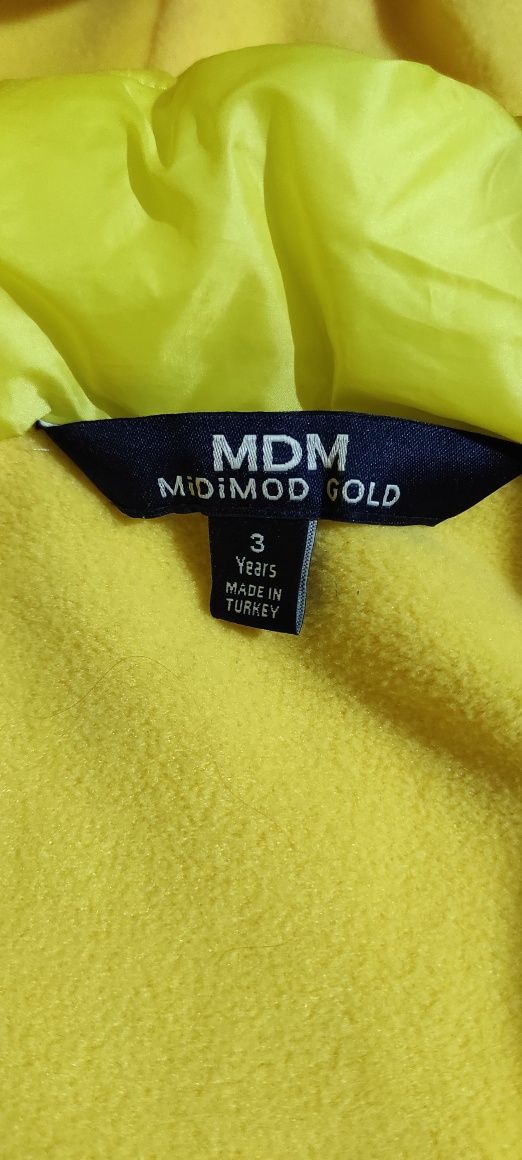 MDM
MiDiMOD GOLD
3
Years
MADE IN
TURKEY